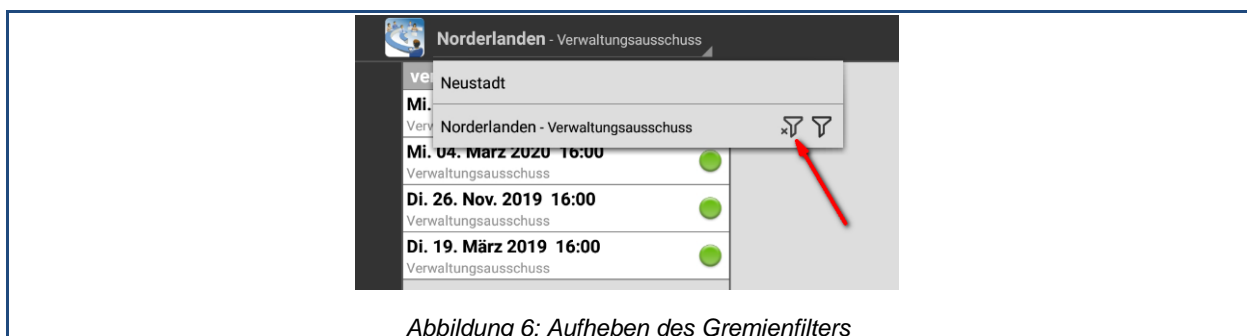 Norderlanden - Verwaltungsausschuss
Neustadt
Mi.
Norderlanden - Verwaltungsausschuss
Mi. 04. März 2020 16:00
Verwaltungsausschuss
Di. 26. Nov. 2019 16:00
Verwaltungsausschuss
Di. 19. März 2019 16:00
Verwaltungsausschuss
Abbildung 6: Aufheben des Gremienfilters